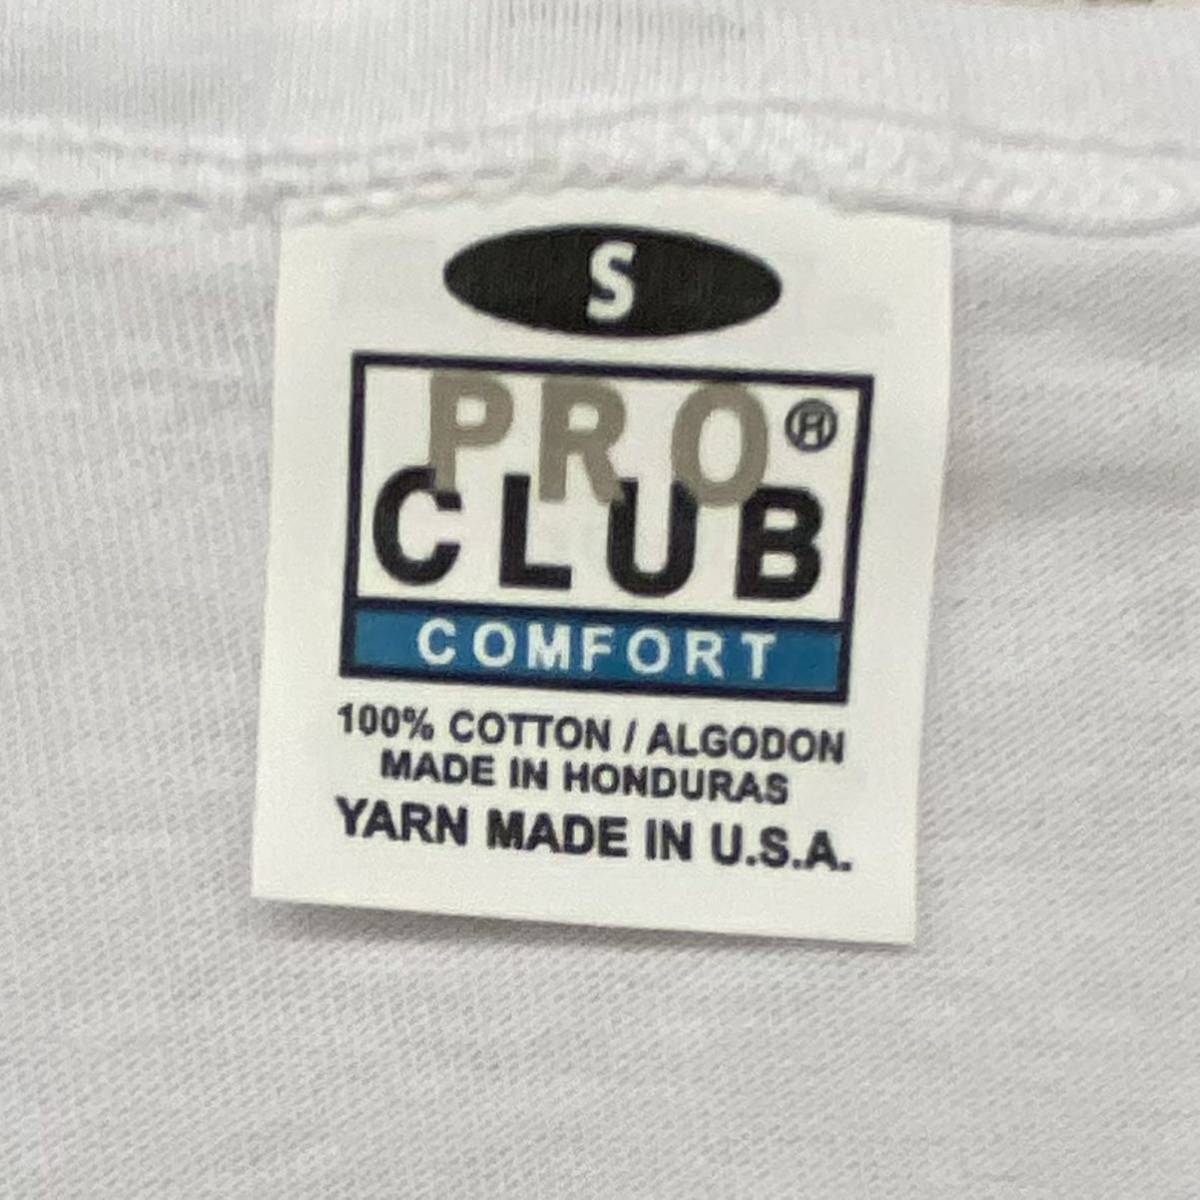 S
PRO®
CLUB
COMFORT
100% COTTON / ALGODON
MADE IN HONDURAS
YARN MADE IN U.S.A.